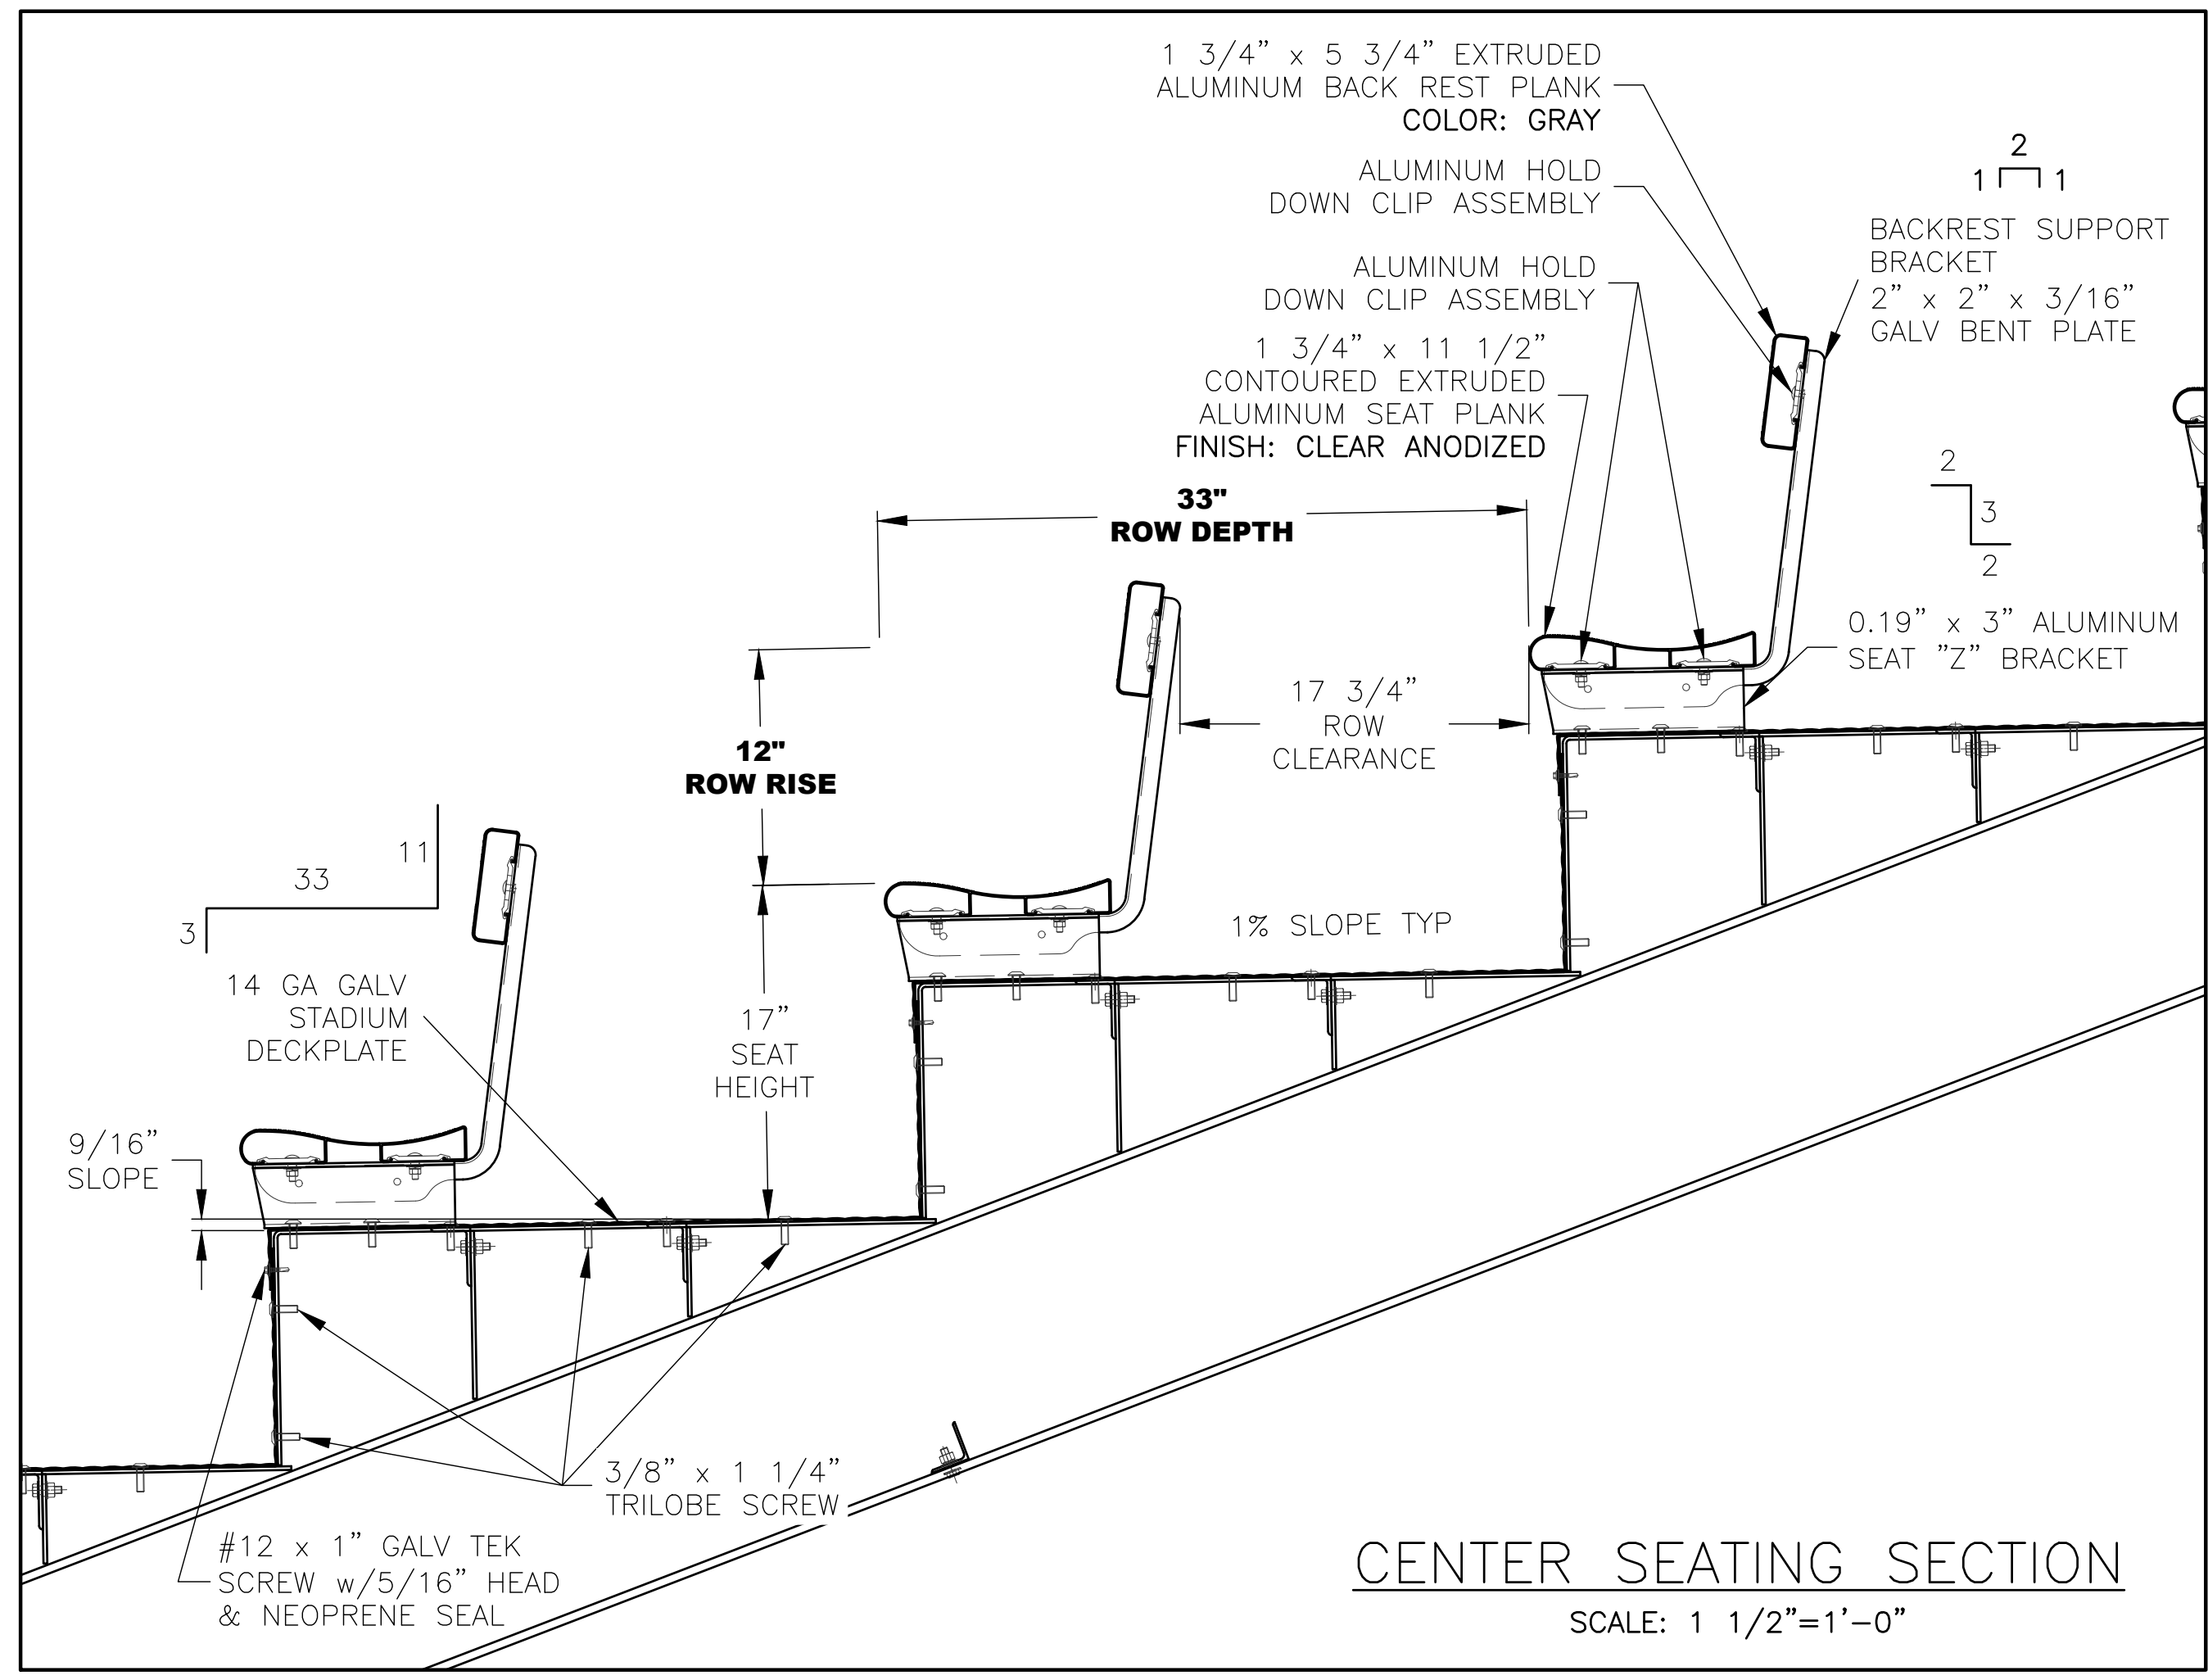 1 3/4” x 5 3/4” EXTRUDED
ALUMINUM BACK REST PLANK
COLOR: GRAY
ALUMINUM HOLD
DOWN CLIP ASSEMBLY
ALUMINUM HOLD
DOWN CLIP ASSEMBLY
1 3/4” x 11 1/2”
CONTOURED EXTRUDED
ALUMINUM SEAT PLANK
FINISH: CLEAR ANODIZED
2
1 1
BACKREST SUPPORT
BRACKET
2” x 2” x 3/16”
GALV BENT PLATE
2
3
2
0.19” x 3” ALUMINUM
SEAT ”Z” BRACKET
33"
ROW DEPTH
17 3/4”
ROW
CLEARANCE
12"
ROW RISE
11
33
3
1% SLOPE TYP
14 GA GALV
STADIUM
DECKPLATE
17”
SEAT
HEIGHT
9/16”
SLOPE
3/8” x 1 1/4”
TRILOBE SCREW
#12 x 1” GALV TEK
SCREW w/5/16” HEAD
& NEOPRENE SEAL
CENTER SEATING SECTION
SCALE: 1 1/2”=1’-0”